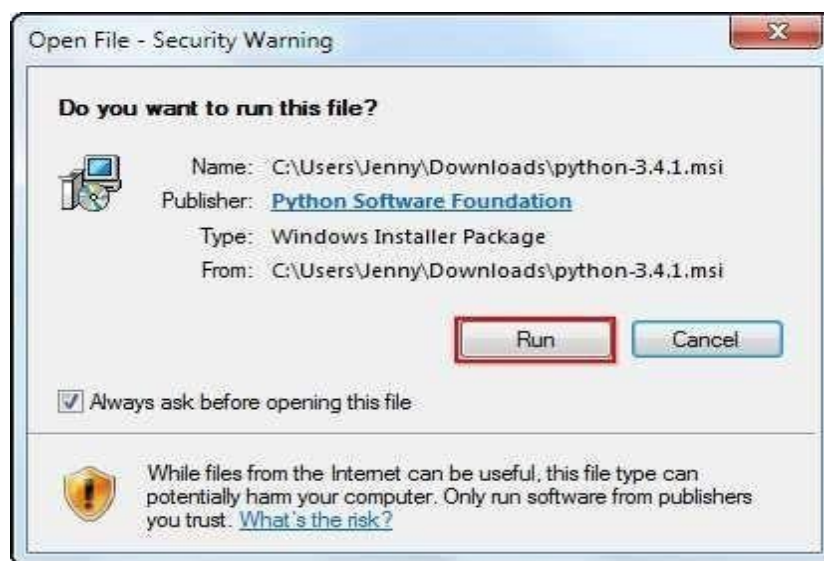 Open File - Security Warning
Do you want to run this file?
Name: C:\Users\Jenny\Downloads\python-3.4.1.msi
Publisher: Python Software Foundation
Type: Windows Installer Package
From: C:\Users\Jenny\Downloads\python-3.4.1.msi
Run Cancel
Always ask before opening this file
While files from the Internet can be useful, this file type can
potentially harm your computer. Only run software from publishers
you trust. What's the risk?